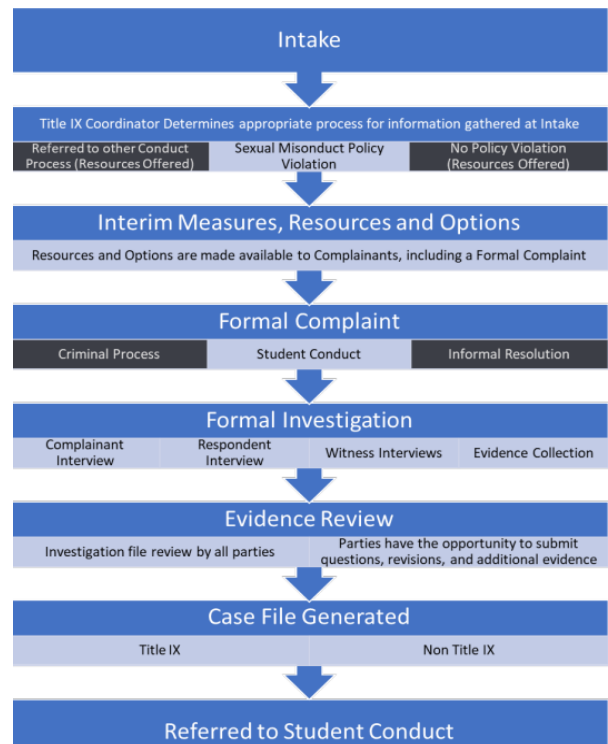 Intake
Title IX Coordinator Determines appropriate process for information gathered at Intake
Referred to other Conduct
Process (Resources Offered)
Sexual Misonduct Policy
Violation
No Policy Violation
(Resources Offered)
Interim Measures, Resources and Options
Resources and Options are made available to Complainants, including a Formal Complaint
Formal Complaint
Criminal Process
Student Conduct
Informal Resolution
Formal Investigation
Complainant
Interview
Respondent
Interview
Witness Interviews
Evidence Collection
Evidence Review
Investigation file review by all parties
Parties have the opportunity to submit
questions, revisions, and additional evidence
Case File Generated
Title IX
Non Title IX
Referred to Student Conduct